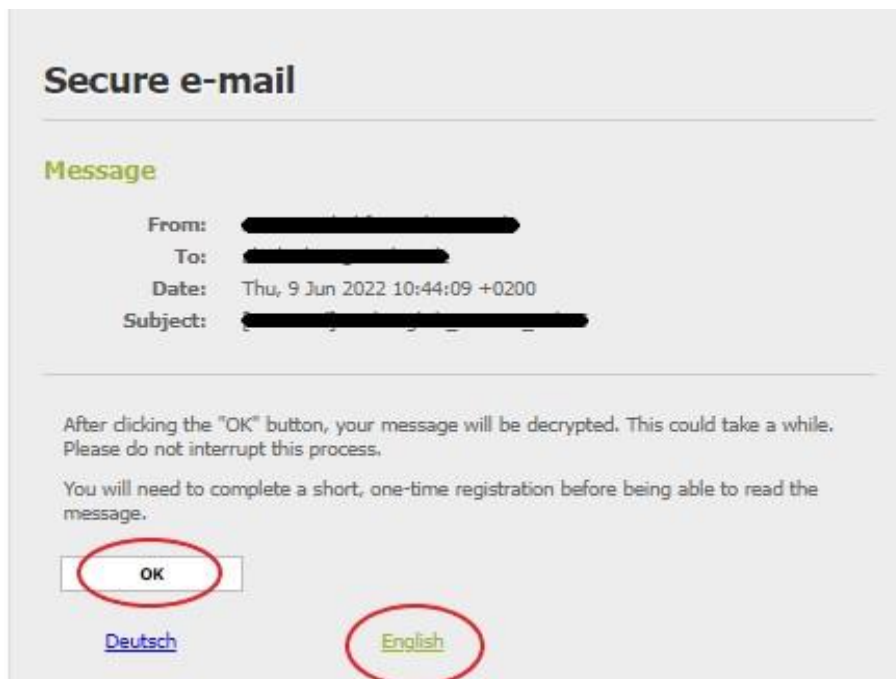 Secure e-mail
Message
From:
To:
Date: Thu, 9 Jun 2022 10:44:09 +0200
Subject:
After clicking the "OK" button, your message will be decrypted. This could take a while.
Please do not interrupt this process.
You will need to complete a short, one-time registration before being able to read the
message.
OK
Deutsch English